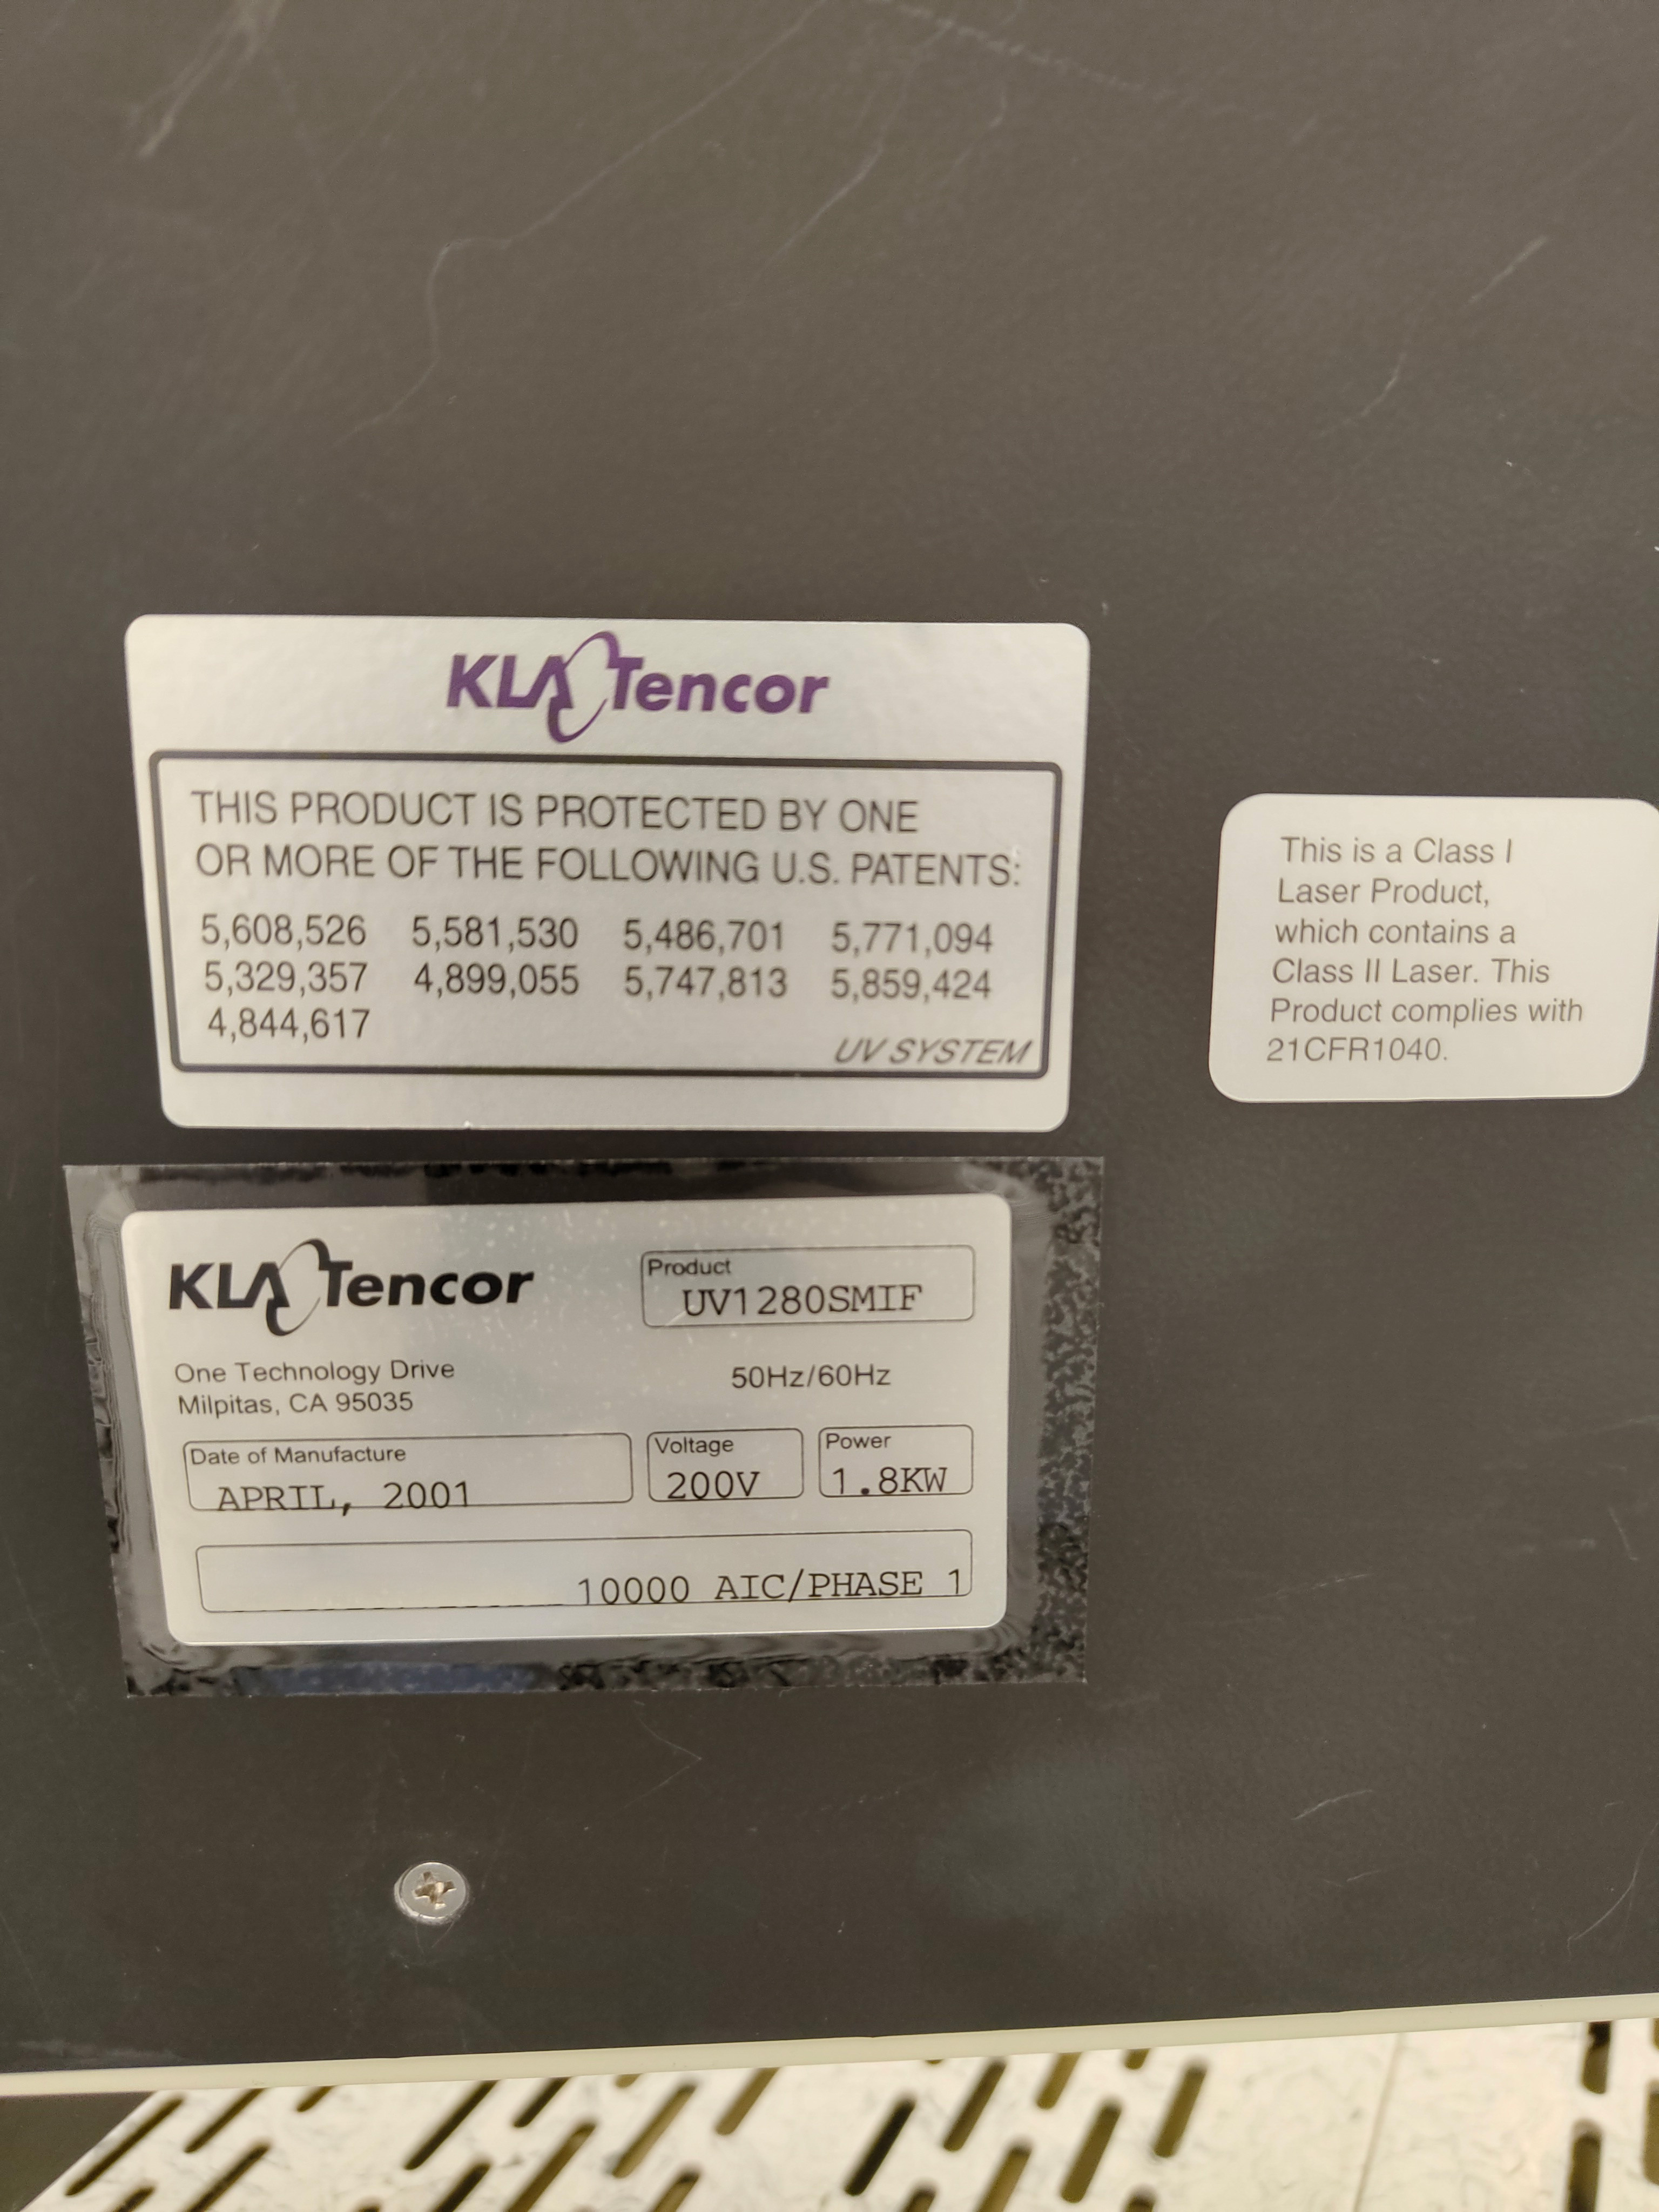 KLA Tencor
THIS PRODUCT IS PROTECTED BY ONE
OR MORE OF THE FOLLOWING U.S. PATENTS:
5,608,526 5,581,530 5,486,701 5,771,094
5,329,357 4,899,055 5,747,813 5,859,424
4,844,617
UV SYSTEM
This is a Class I
Laser Product,
which contains a
Class II Laser. This
Product complies with
21CFR1040.
KLA Tencor
Product
UV1280SMIF
One Technology Drive
Milpitas, CA 95035
50Hz/60Hz
Date of Manufacture
APRIL, 2001
Voltage
200V
Power
1.8KW
10000 AIC/PHASE 1